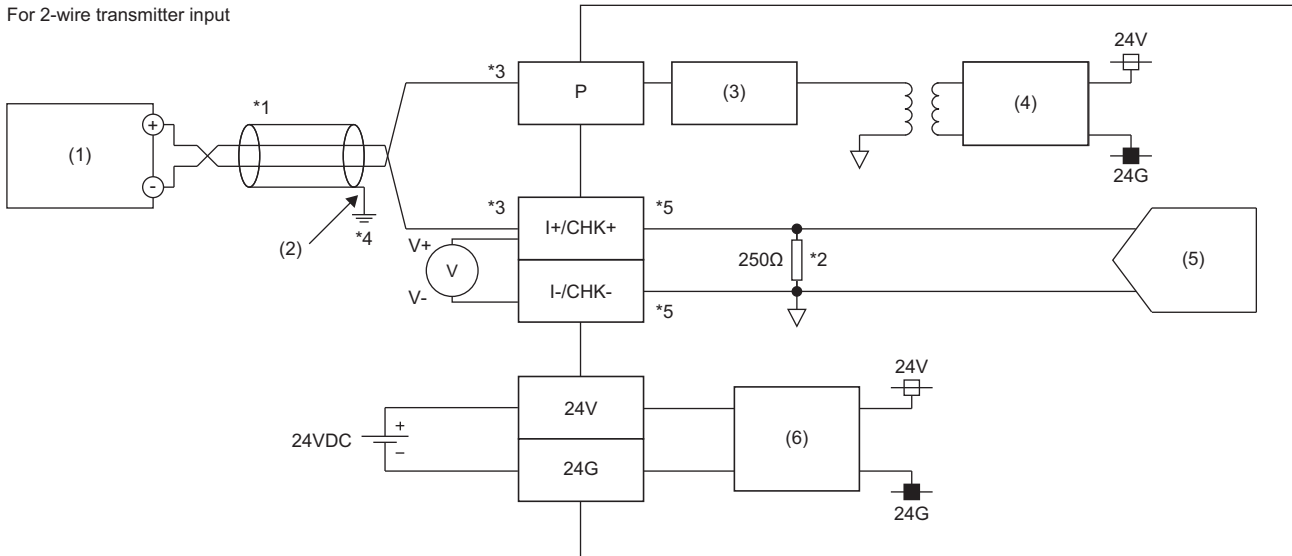 For 2-wire transmitter input
24V
*3
P
(3)
(4)
*1
(1)
+
-
24G
*3
I+/CHK+
*5
(2)
*4
V+
V
V-
250Ω
*2
(5)
I-/CHK-
*5
24V
24V
(6)
24VDC
+
−
24G
24G